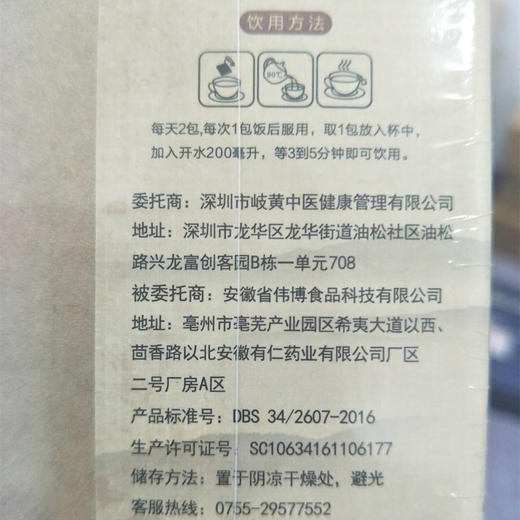 饮用方法
90℃
每天2包,每次1包饭后服用，取1包放入杯中，
加入开水200毫升，等3到5分钟即可饮用。
委托商：深圳市岐黄中医健康管理有限公司
地址：深圳市龙华区龙华街道油松社区油松
路兴龙富创客园B栋一单元708
被委托商：安徽省伟博食品科技有限公司
地址：亳州市亳芜产业园区希夷大道以西、
茴香路以北安徽有仁药业有限公司厂区
二号厂房A区
产品标准号：DBS 34/2607-2016
生产许可证号：SC10634161106177
储存方法：置于阴凉干燥处，避光
客服热线：0755-29577552